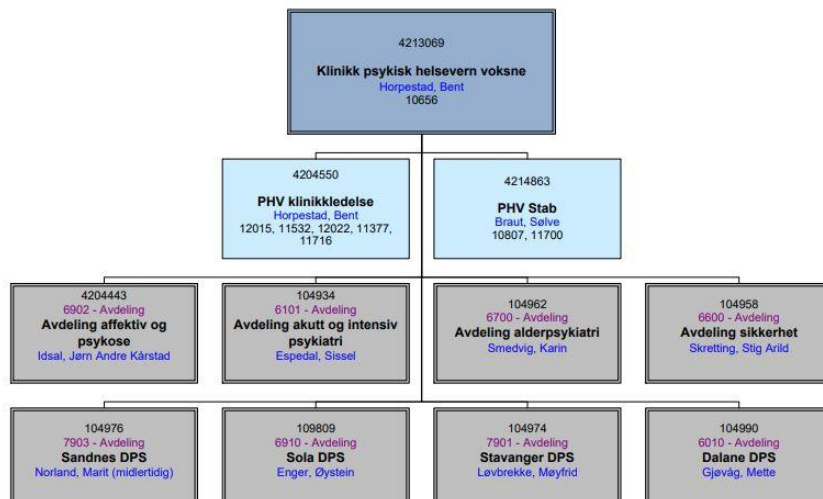 4213069
Klinikk psykisk helsevern voksne
Horpestad, Bent
10656
4204550
PHV klinikkledelse
Horpestad, Bent
12015, 11532, 12022, 11377,
11716
4214863
PHV Stab
Braut, Sølve
10807, 11700
4204443
6902 - Avdeling
Avdeling affektiv og
psykose
Idsal, Jørn Andre Kårstad
104934
6101 - Avdeling
Avdeling akutt og intensiv
psykiatri
Espedal, Sissel
104962
6700 - Avdeling
Avdeling alderpsykiatri
Smedvig, Karin
104958
6600 - Avdeling
Avdeling sikkerhet
Skretting, Stig Arild
104976
7903 - Avdeling
Sandnes DPS
Norland, Marit (midlertidig)
109809
6910 - Avdeling
Sola DPS
Enger, Øystein
104974
7901 - Avdeling
Stavanger DPS
Løvbrekke, Møyfrid
104990
6010 - Avdeling
Dalane DPS
Gjøvåg, Mette